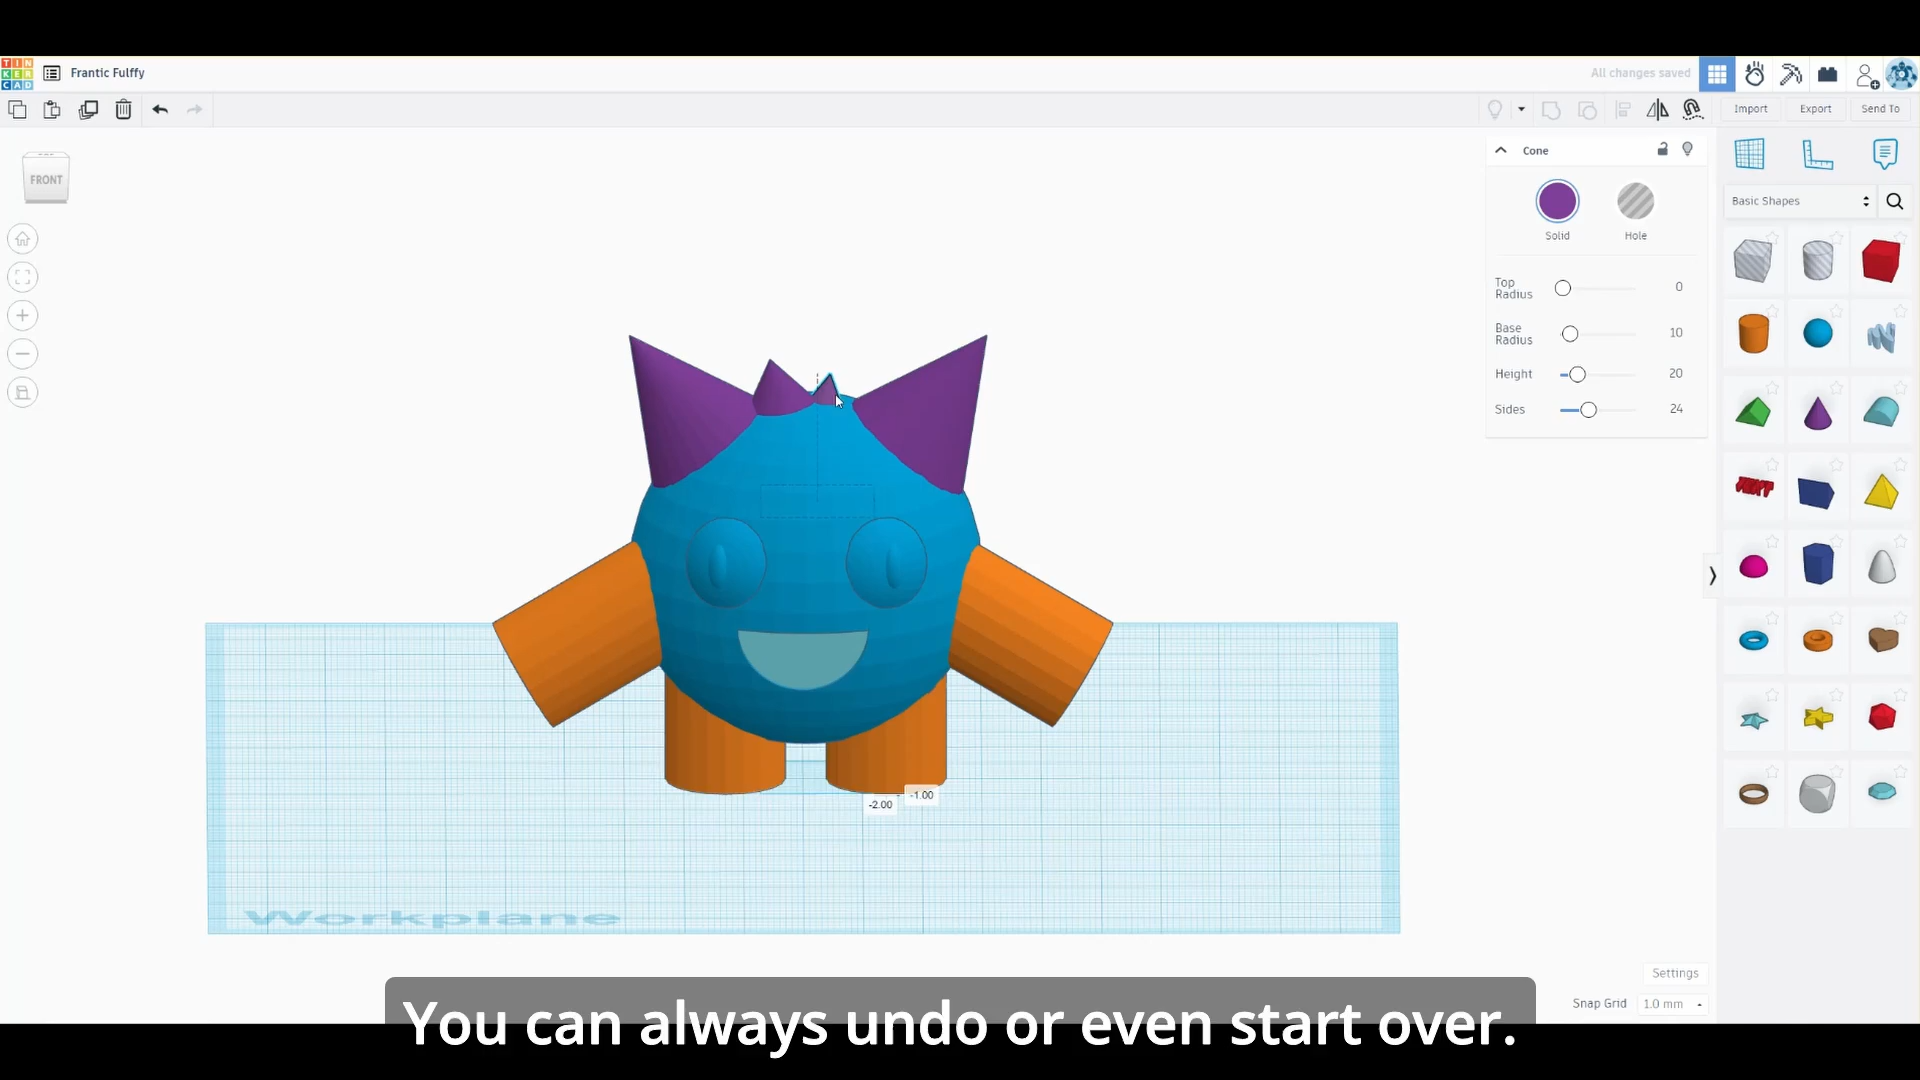 TIN
KER
CAD
Frantic Fulffy
All changes saved
Import
Export
Send To
FRONT
Cone
Solid
Hole
Top Radius
0
Base Radius
10
Height
20
Sides
24
Basic Shapes
TEXT
-2.00
-1.00
Workplane
Settings
Snap Grid
1.0 mm
You can always undo or even start over.